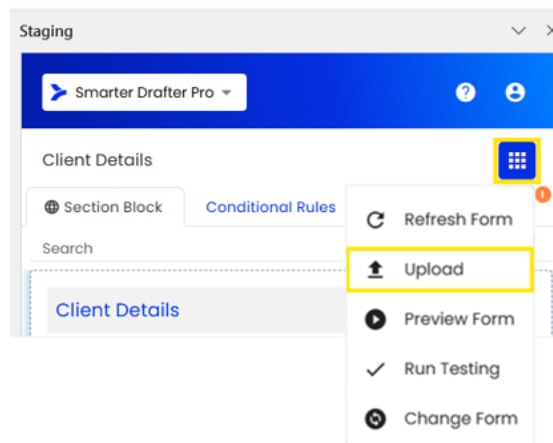 Staging
Smarter Drafter Pro
Client Details
Section Block
Conditional Rules
Search
Client Details
Refresh Form
Upload
Preview Form
Run Testing
Change Form